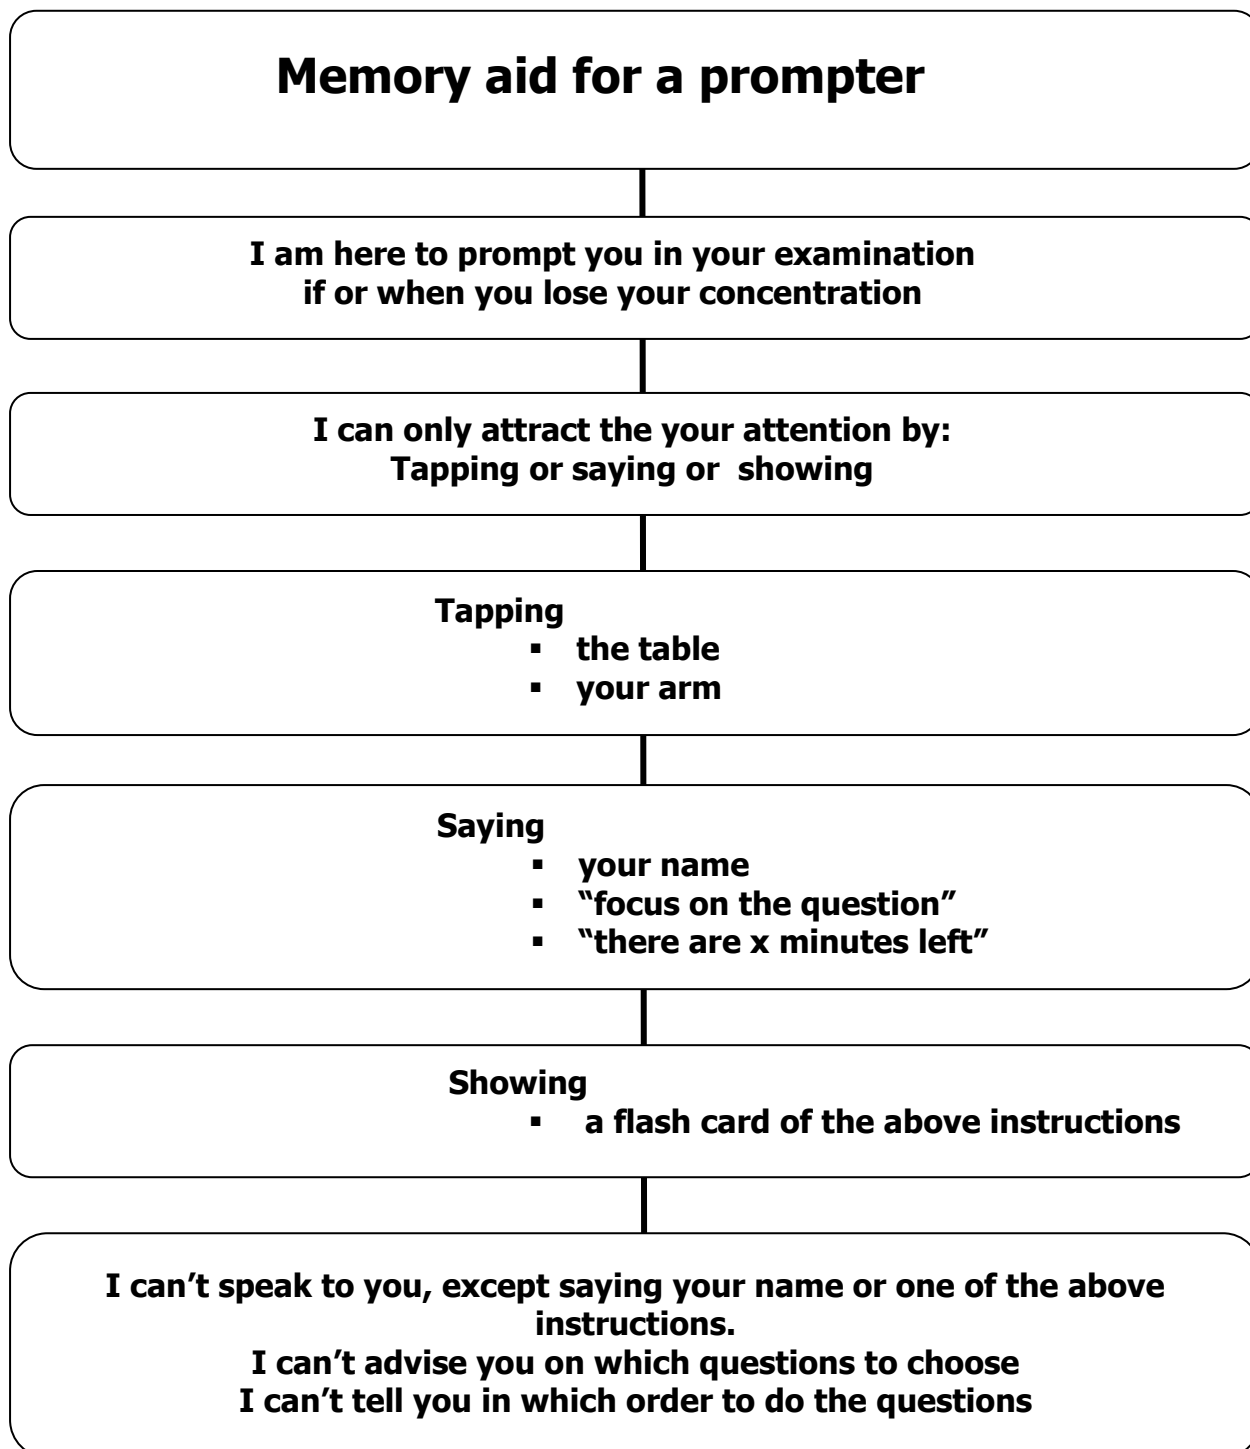 Memory aid for a prompter
I am here to prompt you in your examination
if or when you lose your concentration
I can only attract the your attention by:
Tapping or saying or  showing
Tapping
▪ the table
▪ your arm
Saying
▪ your name
▪ “focus on the question”
▪ “there are x minutes left”
Showing
▪ a flash card of the above instructions
I can’t speak to you, except saying your name or one of the above
instructions.
I can’t advise you on which questions to choose
I can’t tell you in which order to do the questions